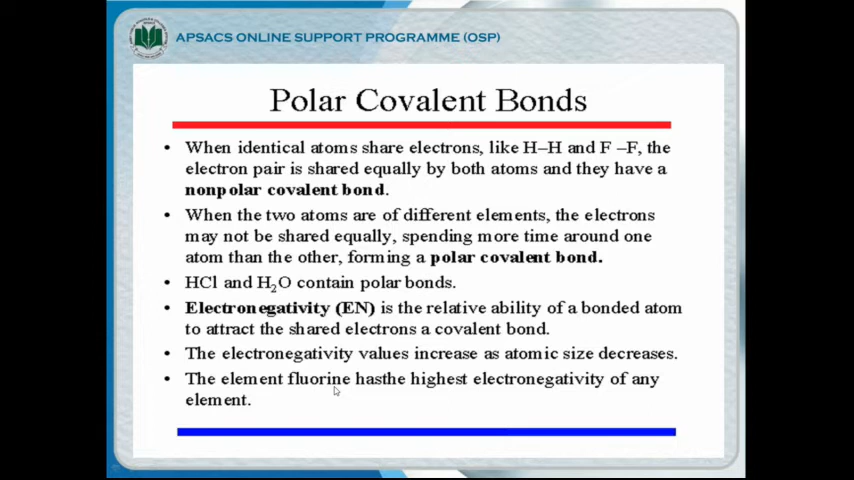 APSACS ONLINE SUPPORT PROGRAMME (OSP)
Polar Covalent Bonds
• When identical atoms share electrons, like H–H and F –F, the
electron pair is shared equally by both atoms and they have a
nonpolar covalent bond.
• When the two atoms are of different elements, the electrons
may not be shared equally, spending more time around one
atom than the other, forming a polar covalent bond.
• HCl and H₂O contain polar bonds.
• Electronegativity (EN) is the relative ability of a bonded atom
to attract the shared electrons a covalent bond.
• The electronegativity values increase as atomic size decreases.
• The element fluorine hasthe highest electronegativity of any
element.